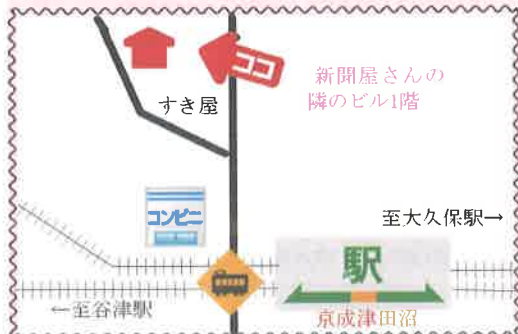 ココ
新聞屋さんの
隣のビル1階
すき屋
コンビニ
至大久保駅→
駅
←至谷津駅
京成津田沼